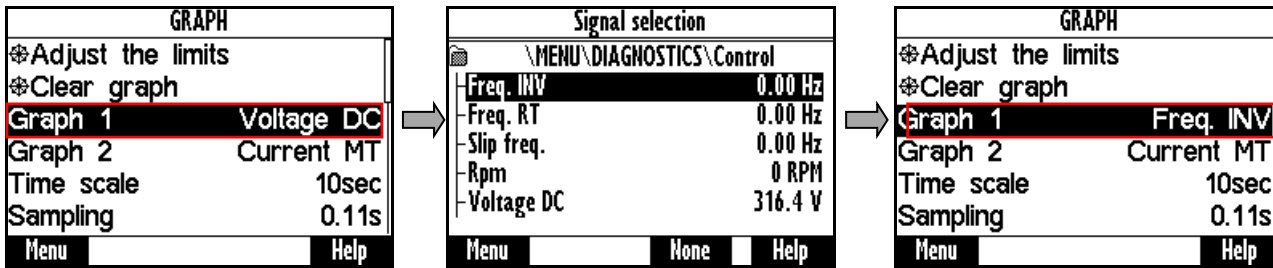 GRAPH
Adjust the limits
Clear graph
Graph 1 Voltage DC
Graph 2 Current MT
Time scale 10sec
Sampling 0.11s
Menu Help
Signal selection
\MENU\DIAGNOSTICS\Control
Freq. INV 0.00 Hz
Freq. RT 0.00 Hz
Slip freq. 0.00 Hz
Rpm 0 RPM
Voltage DC 316.4 V
Menu None Help
GRAPH
Adjust the limits
Clear graph
Graph 1 Freq. INV
Graph 2 Current MT
Time scale 10sec
Sampling 0.11s
Menu Help